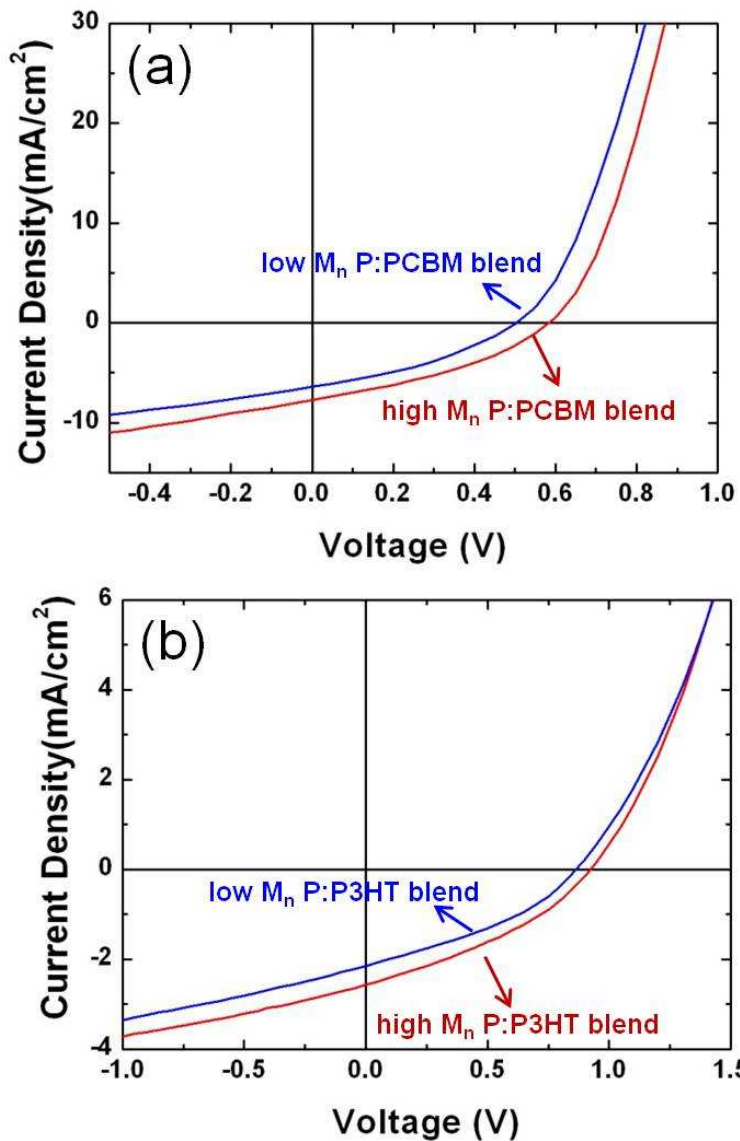 (a)
30
20
10
0
-10
Current Density(mA/cm²)
low Mₙ P:PCBM blend
high Mₙ P:PCBM blend
-0.4 -0.2 0.0 0.2 0.4 0.6 0.8 1.0
Voltage (V)
(b)
6
4
2
0
-2
-4
Current Density(mA/cm²)
low Mₙ P:P3HT blend
high Mₙ P:P3HT blend
-1.0 -0.5 0.0 0.5 1.0 1.5
Voltage (V)